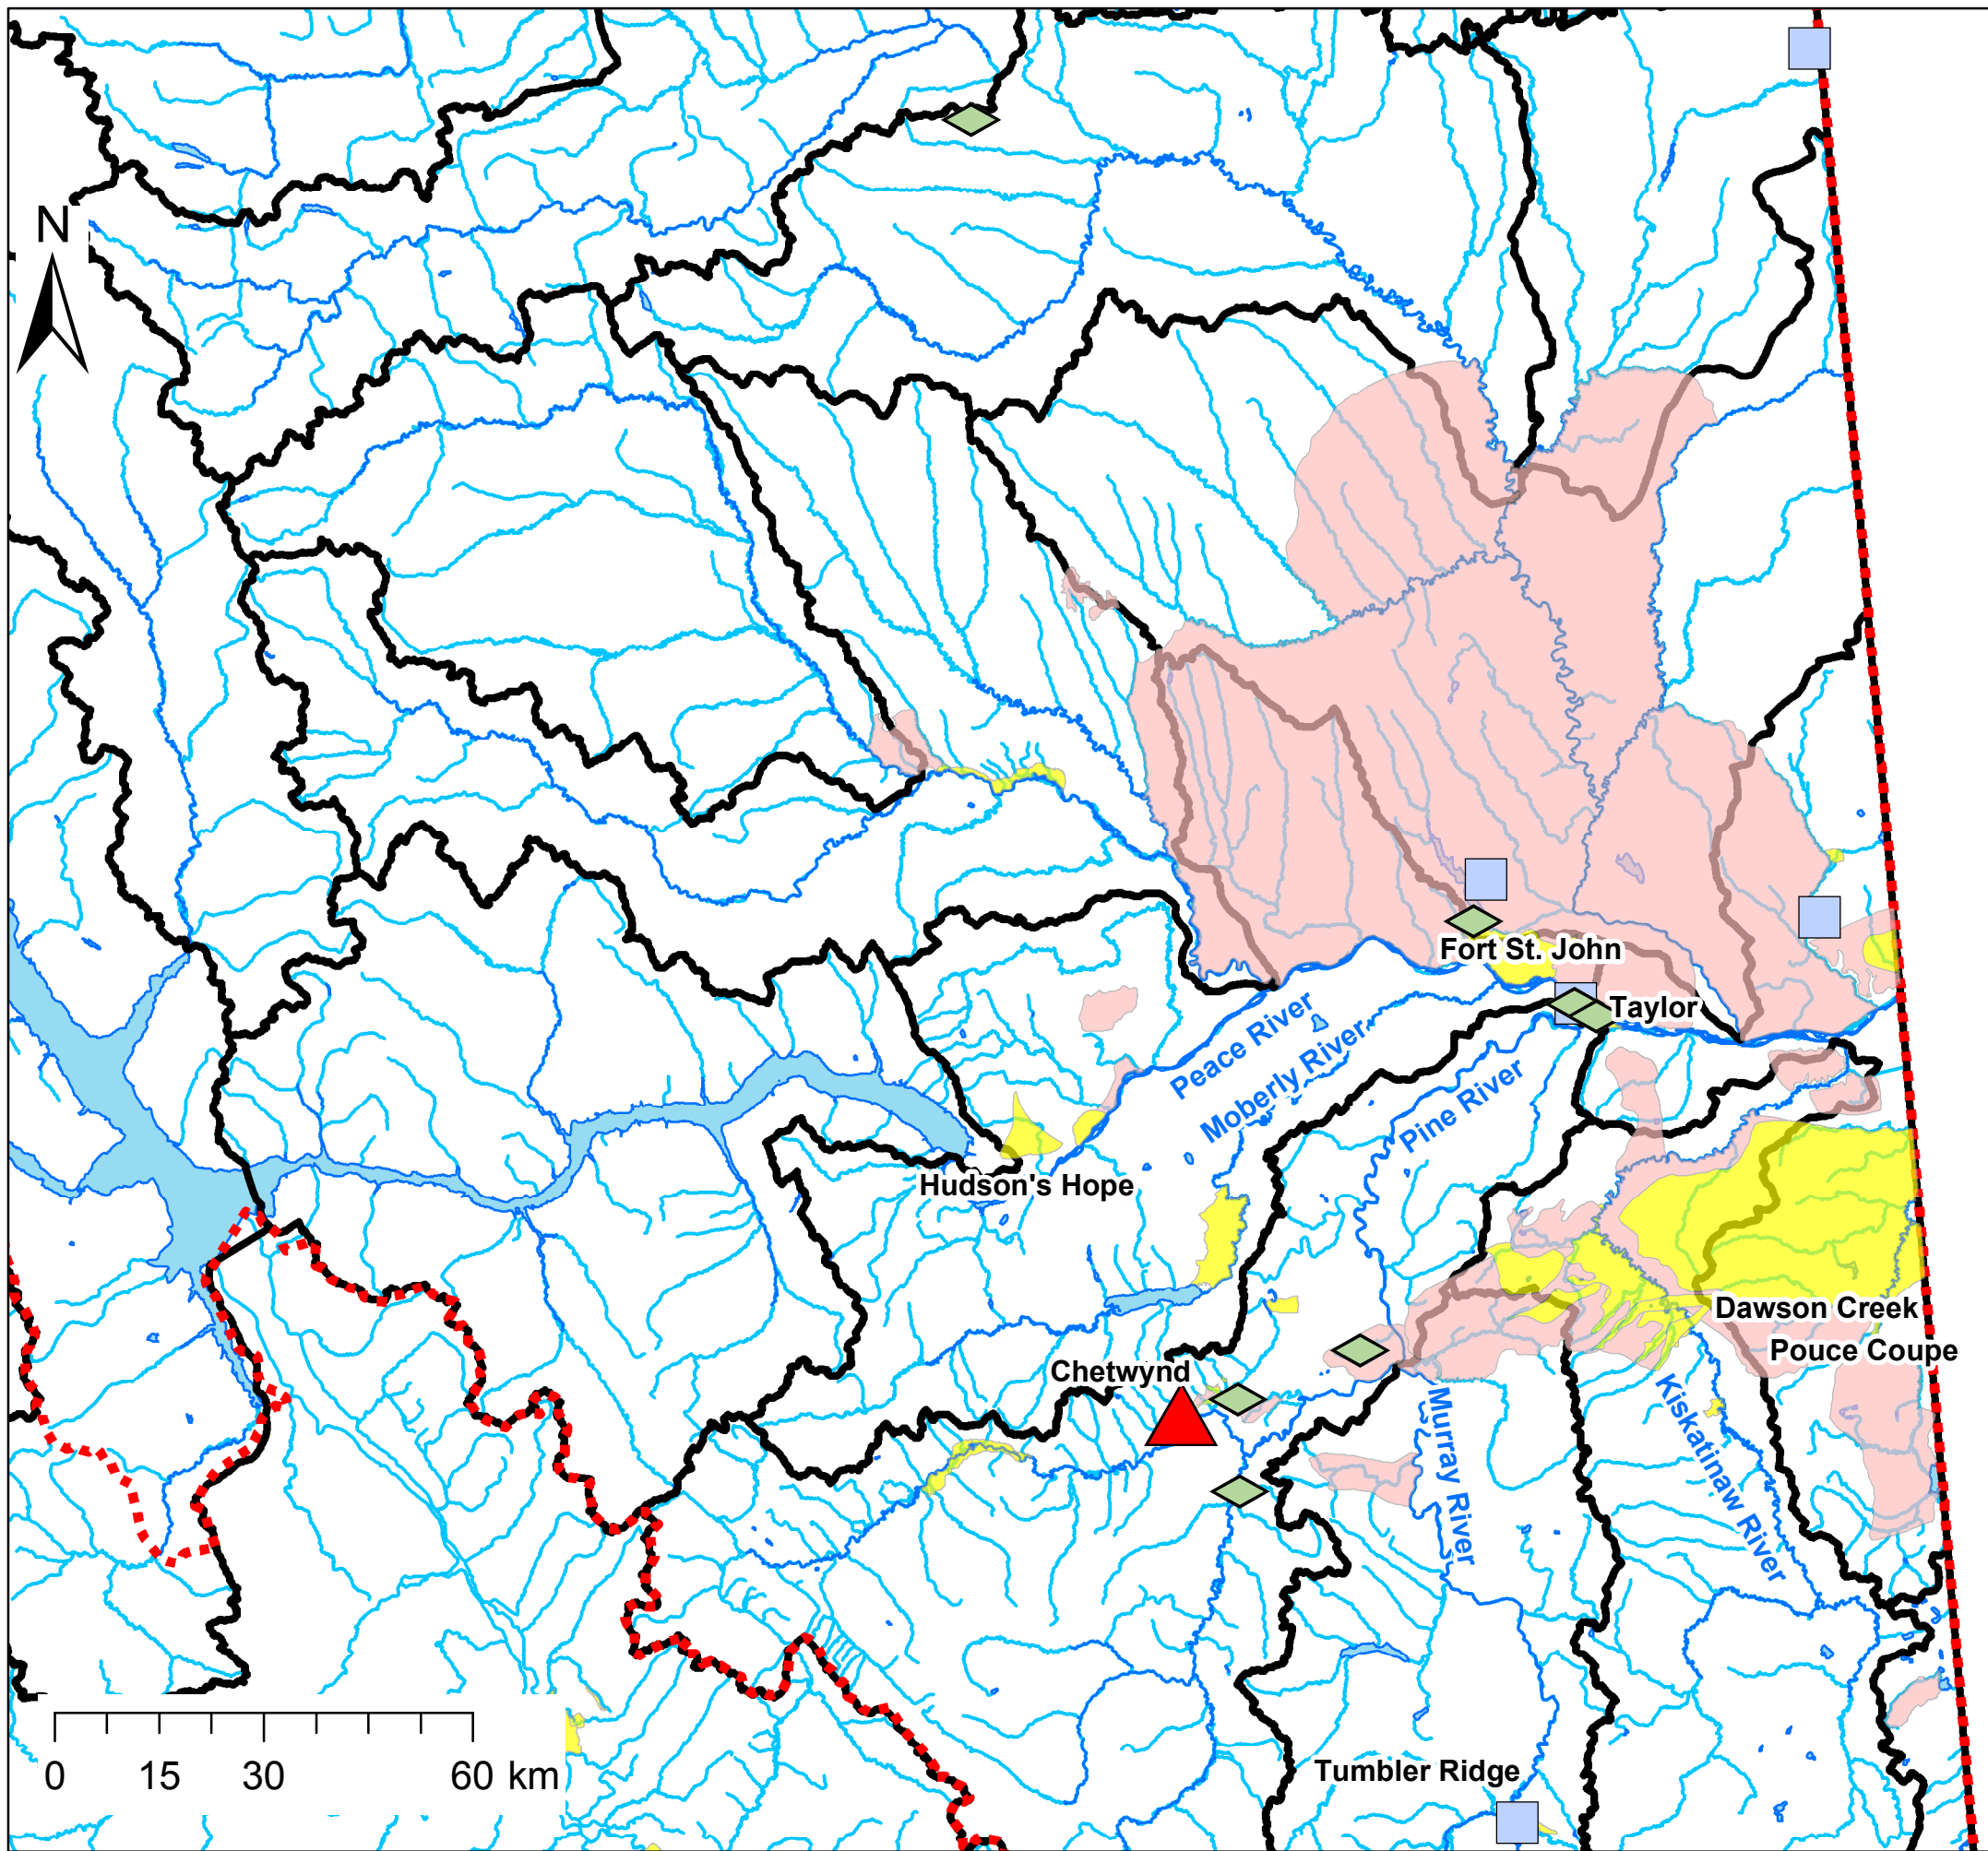 N
Fort St. John
Taylor
Peace River
Moberly River
Pine River
Hudson's Hope
Dawson Creek
Pouce Coupe
Chetwynd
Murray River
Kiskatinaw River
Tumbler Ridge
0 15 30 60 km